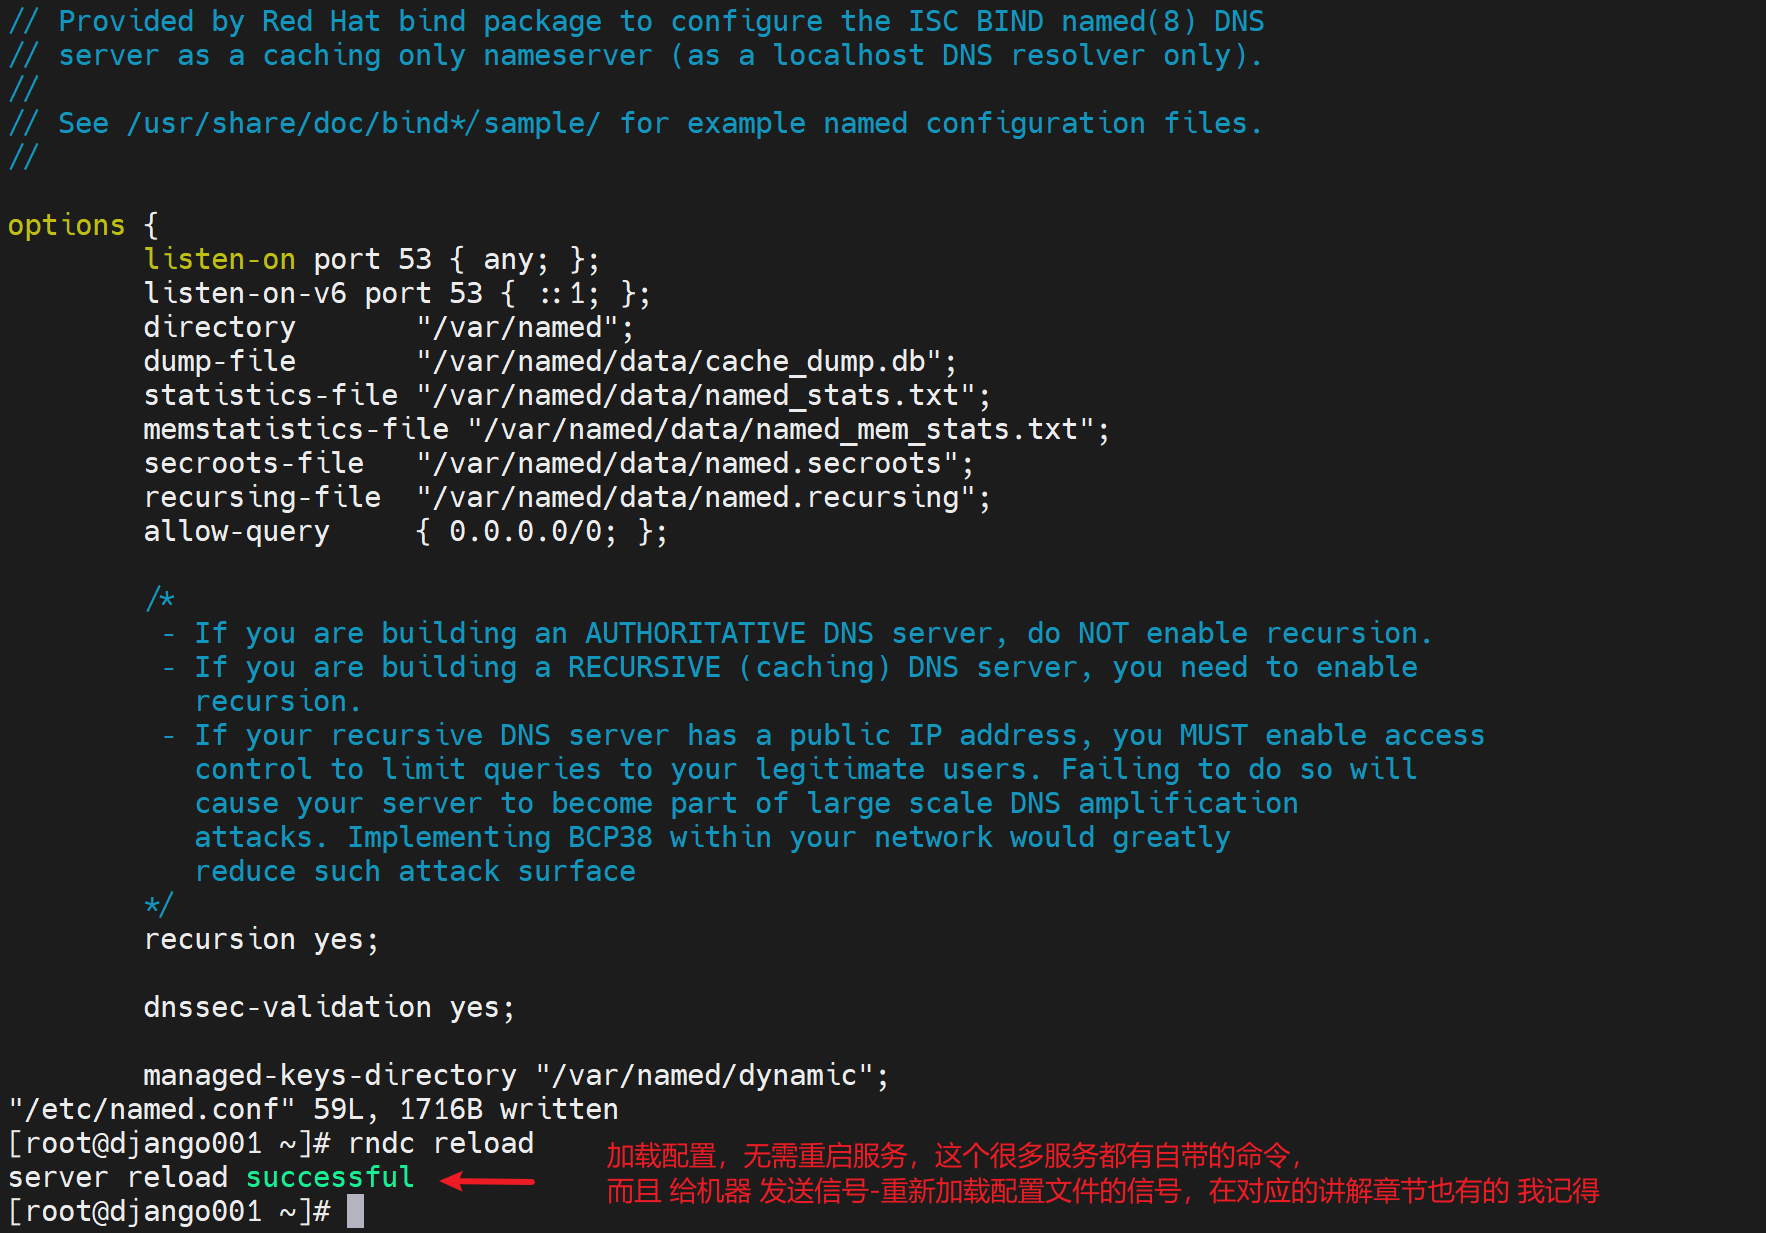 // Provided by Red Hat bind package to configure the ISC BIND named(8) DNS
// server as a caching only nameserver (as a localhost DNS resolver only).
//
// See /usr/share/doc/bind*/sample/ for example named configuration files.
//
options {
listen-on port 53 { any; };
listen-on-v6 port 53 { ::1; };
directory "/var/named";
dump-file "/var/named/data/cache_dump.db";
statistics-file "/var/named/data/named_stats.txt";
memstatistics-file "/var/named/data/named_mem_stats.txt";
secroots-file "/var/named/data/named.secroots";
recursing-file "/var/named/data/named.recursing";
allow-query { 0.0.0.0/0; };
/*
- If you are building an AUTHORITATIVE DNS server, do NOT enable recursion.
- If you are building a RECURSIVE (caching) DNS server, you need to enable
recursion.
- If your recursive DNS server has a public IP address, you MUST enable access
control to limit queries to your legitimate users. Failing to do so will
cause your server to become part of large scale DNS amplification
attacks. Implementing BCP38 within your network would greatly
reduce such attack surface
*/
recursion yes;
dnssec-validation yes;
managed-keys-directory "/var/named/dynamic";
"/etc/named.conf" 59L, 1716B written
[root@django001 ~]# rndc reload
加载配置，无需重启服务，这个很多服务都有自带的命令，
server reload successful
而且 给机器 发送信号-重新加载配置文件的信号，在对应的讲解章节也有的 我记得
[root@django001 ~]#